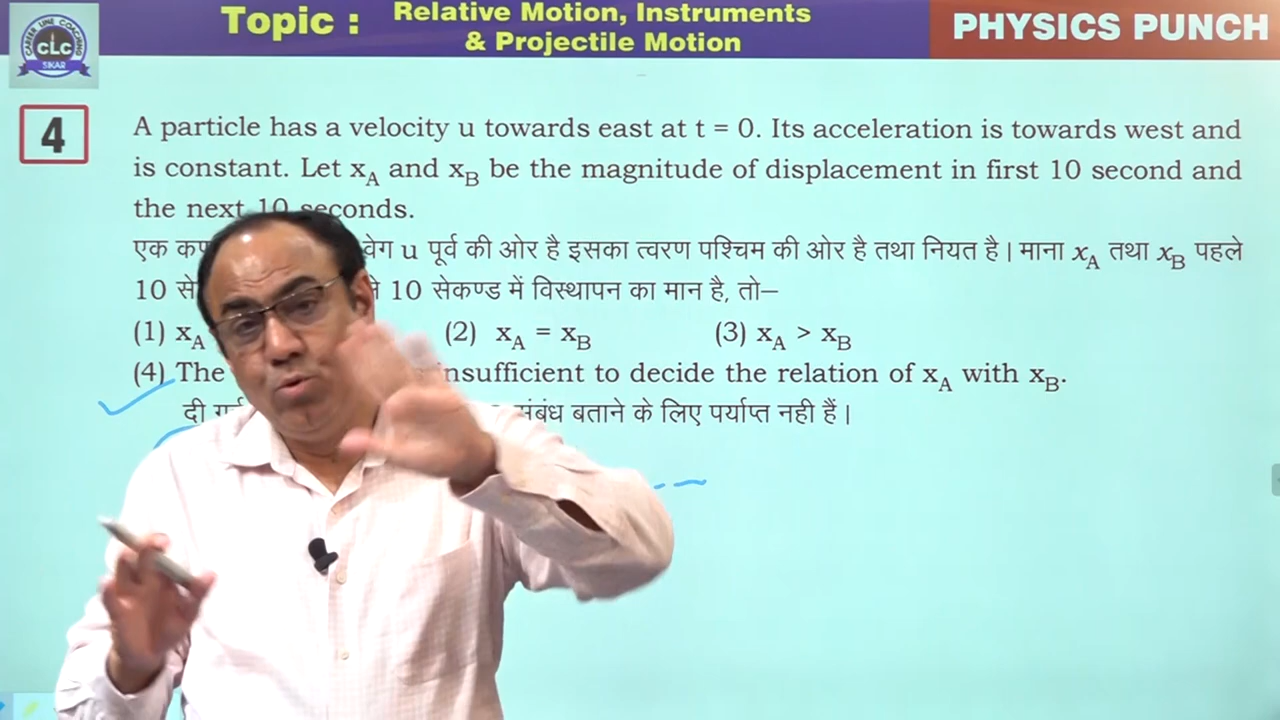 Topic :
Relative Motion, Instruments
& Projectile Motion
PHYSICS PUNCH
CAREER LINE COACHING
CLC
SIKAR
4
A particle has a velocity u towards east at t = 0. Its acceleration is towards west and
is constant. Let xA and xB be the magnitude of displacement in first 10 second and
the next 10 seconds.
एक वेग u पूर्व की ओर है इसका त्वरण पश्चिम की ओर है तथा नियत है। माना xA तथा xB पहले
10 10 सेकण्ड में विस्थापन का मान है, तो–
(1) xA (2) xA = xB (3) xA > xB
(4) The insufficient to decide the relation of xA with xB.
दी संबंध बताने के लिए पर्याप्त नही हैं।